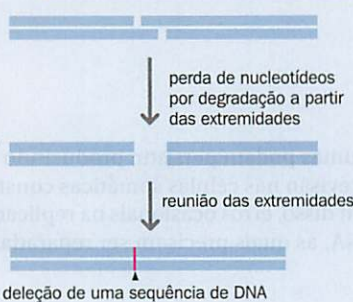 perda de nucleotídeos
por degradação a partir
das extremidades
reunião das extremidades
deleção de uma sequência de DNA